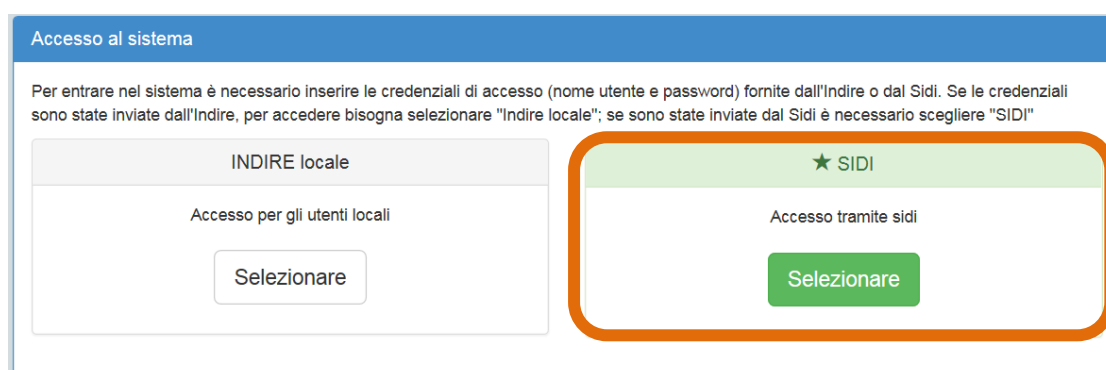 Accesso al sistema
Per entrare nel sistema è necessario inserire le credenziali di accesso (nome utente e password) fornite dall'Indire o dal Sidi. Se le credenziali
sono state inviate dall'Indire, per accedere bisogna selezionare "Indire locale"; se sono state inviate dal Sidi è necessario scegliere "SIDI"
INDIRE locale
Accesso per gli utenti locali
Selezionare
★ SIDI
Accesso tramite sidi
Selezionare